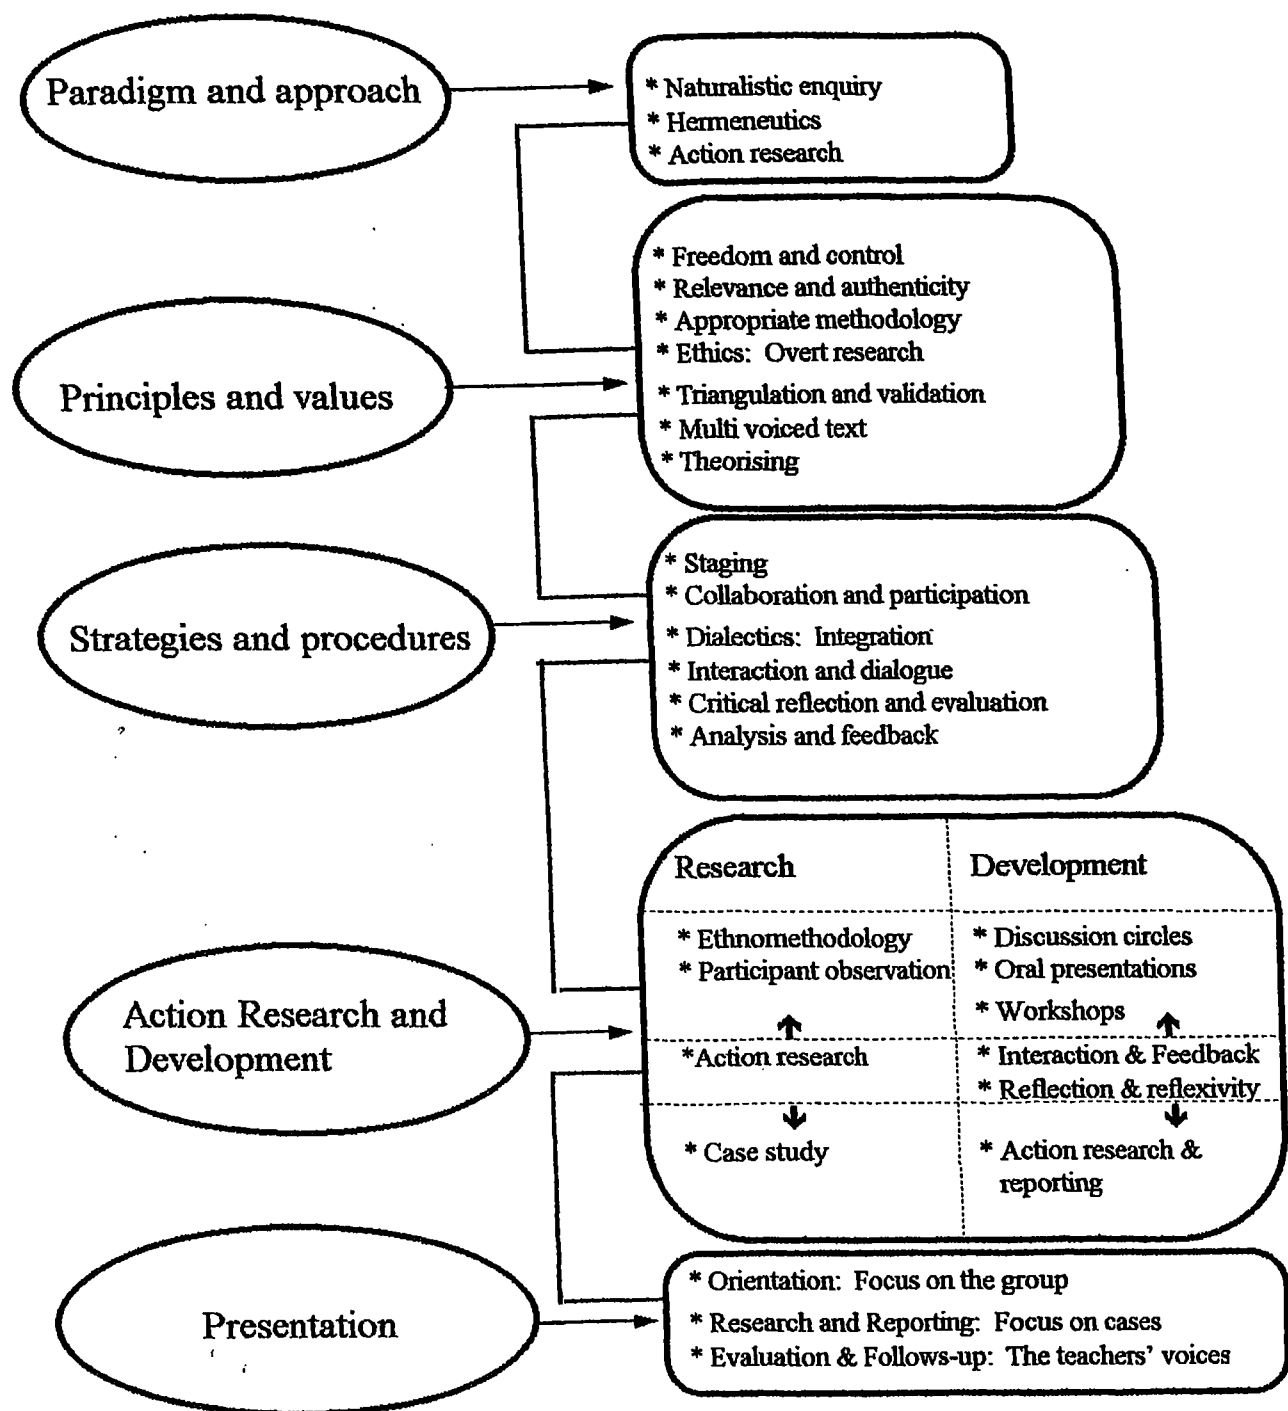 Paradigm and approach
* Naturalistic enquiry
* Hermeneutics
* Action research
Principles and values
* Freedom and control
* Relevance and authenticity
* Appropriate methodology
* Ethics: Overt research
* Triangulation and validation
* Multi voiced text
* Theorising
Strategies and procedures
* Staging
* Collaboration and participation
* Dialectics: Integration
* Interaction and dialogue
* Critical reflection and evaluation
* Analysis and feedback
Action Research and
Development
Research
* Ethnomethodology
* Participant observation
*Action research
* Case study
Development
* Discussion circles
* Oral presentations
* Workshops
* Interaction & Feedback
* Reflection & reflexivity
* Action research &
reporting
Presentation
* Orientation: Focus on the group
* Research and Reporting: Focus on cases
* Evaluation & Follows-up: The teachers' voices